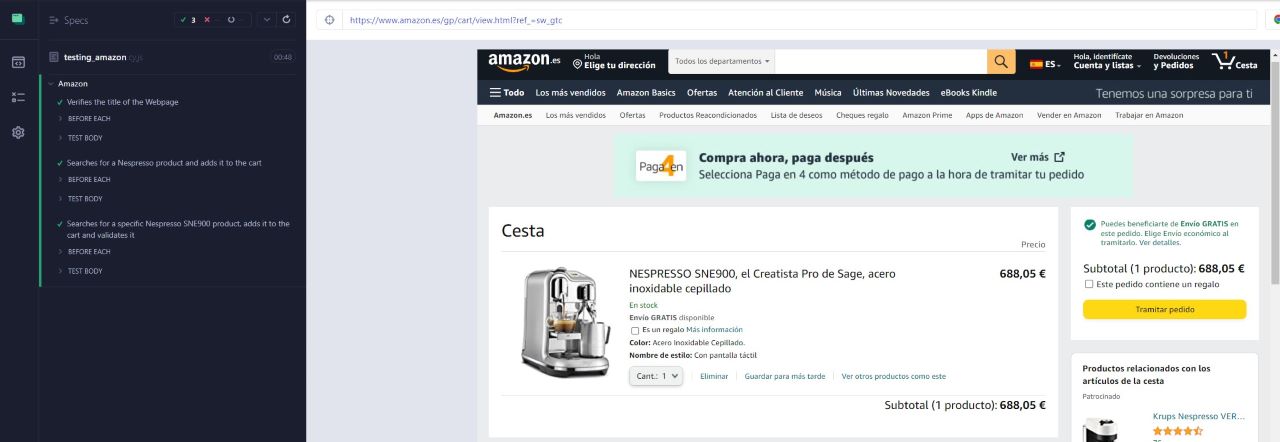 Specs
3
--
--
testing_amazon.cy.js
00:48
Amazon
Verifies the title of the Webpage
BEFORE EACH
TEST BODY
Searches for a Nespresso product and adds it to the cart
BEFORE EACH
TEST BODY
Searches for a specific Nespresso SNE900 product, adds it to the
cart and validates it
BEFORE EACH
TEST BODY
https://www.amazon.es/gp/cart/view.html?ref_=sw_gtc
amazon.es
Hola
Elige tu dirección
Todos los departamentos
ES
Hola, identifícate
Cuenta y listas
Devoluciones
y Pedidos
1
Cesta
Todo Los más vendidos Amazon Basics Ofertas Atención al Cliente Música Últimas Novedades eBooks Kindle
Tenemos una sorpresa para ti
Amazon.es Los más vendidos Ofertas Productos Reacondicionados Lista de deseos Cheques regalo Amazon Prime Apps de Amazon Vender en Amazon Trabajar en Amazon
Paga en 4
Compra ahora, paga después
Ver más
Selecciona Paga en 4 como método de pago a la hora de tramitar tu pedido
Cesta
Precio
NESPRESSO SNE900, el Creatista Pro de Sage, acero
inoxidable cepillado
688,05 €
En stock
Envío GRATIS disponible
Es un regalo Más información
Color: Acero Inoxidable Cepillado.
Nombre de estilo: Con pantalla táctil
Cant.: 1
Eliminar
Guardar para más tarde
Ver otros productos como este
Subtotal (1 producto): 688,05 €
Puedes beneficiarte de Envío GRATIS en
este pedido. Elige Envío económico al
tramitarlo. Ver detalles.
Subtotal (1 producto): 688,05 €
Este pedido contiene un regalo
Tramitar pedido
Productos relacionados con los
artículos de la cesta
Patrocinado
Krups Nespresso VER...